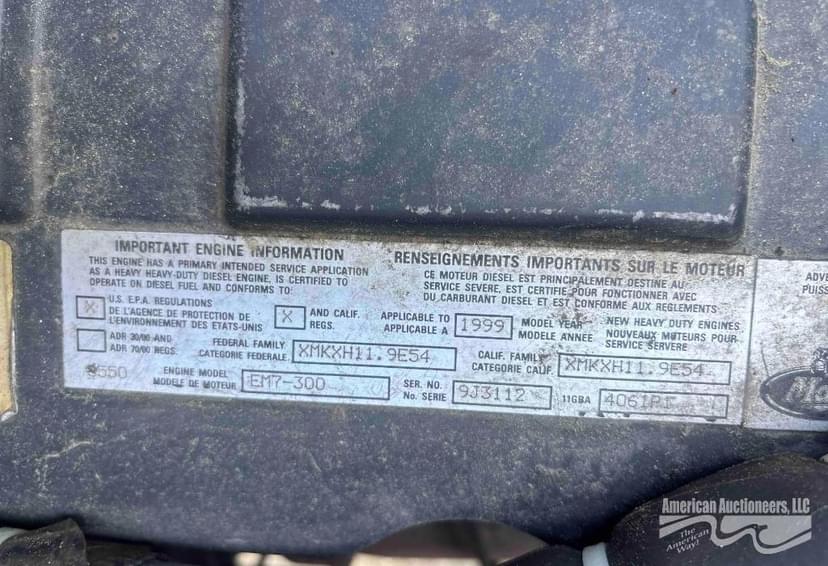 IMPORTANT ENGINE INFORMATION
THIS ENGINE HAS A PRIMARY INTENDED SERVICE APPLICATION
AS A HEAVY HEAVY-DUTY DIESEL ENGINE, IS CERTIFIED TO
OPERATE ON DIESEL FUEL AND CONFORMS TO:
RENSEIGNEMENTS IMPORTANTS SUR LE MOTEUR
CE MOTEUR DIESEL EST PRINCIPALEMENT DESTINE AU
SERVICE SEVERE, EST CERTIFIE POUR FONCTIONNER AVEC
DU CARBURANT DIESEL ET EST CONFORME AUX REGLEMENTS
X U.S. E.P.A. REGULATIONS
DE L'AGENCE DE PROTECTION DE
L'ENVIRONNEMENT DES ETATS-UNIS
X AND CALIF.
REGS.
APPLICABLE TO
APPLICABLE A
1999
MODEL YEAR
MODELE ANNEE
NEW HEAVY DUTY ENGINES
NOUVEAUX MOTEURS POUR
SERVICE SERVERE
ADR 30/00 AND
ADR 70/00 REGS.
FEDERAL FAMILY
CATEGORIE FEDERALE
XMKXH11.9E54
CALIF. FAMILY
CATEGORIE CALIF.
XMKXH11.9E54
ENGINE MODEL
MODELE DE MOTEUR
EM7-300
SER. NO.
No. SERIE
9J3112
11GBA
ADVE
PUISS
American Auctioneers, LLC
The
American
Way!